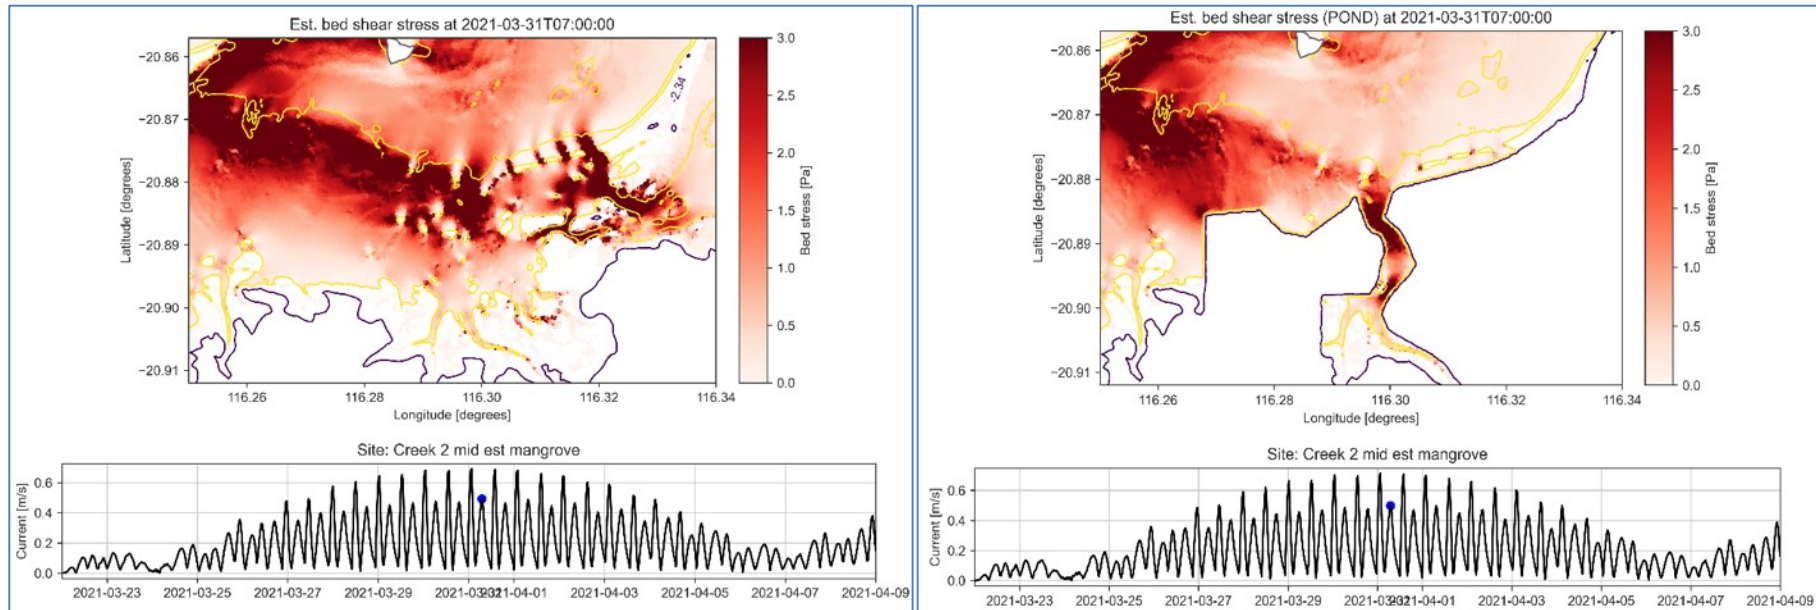 Est. bed shear stress at 2021-03-31T07:00:00
−20.86
−20.87
−20.88
−20.89
−20.90
−20.91
Latitude [degrees]
-2.34
116.26 116.28 116.30 116.32 116.34
Longitude [degrees]
3.0
2.5
2.0
1.5
1.0
0.5
0.0
Bed stress [Pa]
Site: Creek 2 mid est mangrove
Current [m/s]
0.6
0.4
0.2
0.0
2021-03-23 2021-03-25 2021-03-27 2021-03-29 2021-03-31 2021-04-01 2021-04-03 2021-04-05 2021-04-07 2021-04-09
Est. bed shear stress (POND) at 2021-03-31T07:00:00
−20.86
−20.87
−20.88
−20.89
−20.90
−20.91
Latitude [degrees]
116.26 116.28 116.30 116.32 116.34
Longitude [degrees]
3.0
2.5
2.0
1.5
1.0
0.5
0.0
Bed stress [Pa]
Site: Creek 2 mid est mangrove
Current [m/s]
0.6
0.4
0.2
0.0
2021-03-23 2021-03-25 2021-03-27 2021-03-29 2021-03-31 2021-04-01 2021-04-03 2021-04-05 2021-04-07 2021-04-09